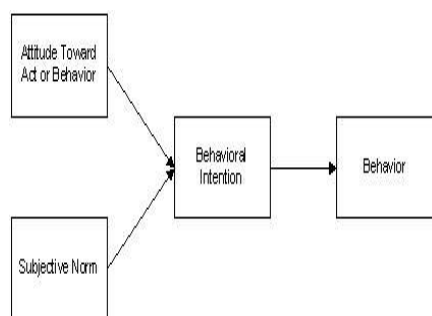 Attitude Toward
Act or Behavior
Behavioral
Intention
Behavior
Subjective Norm